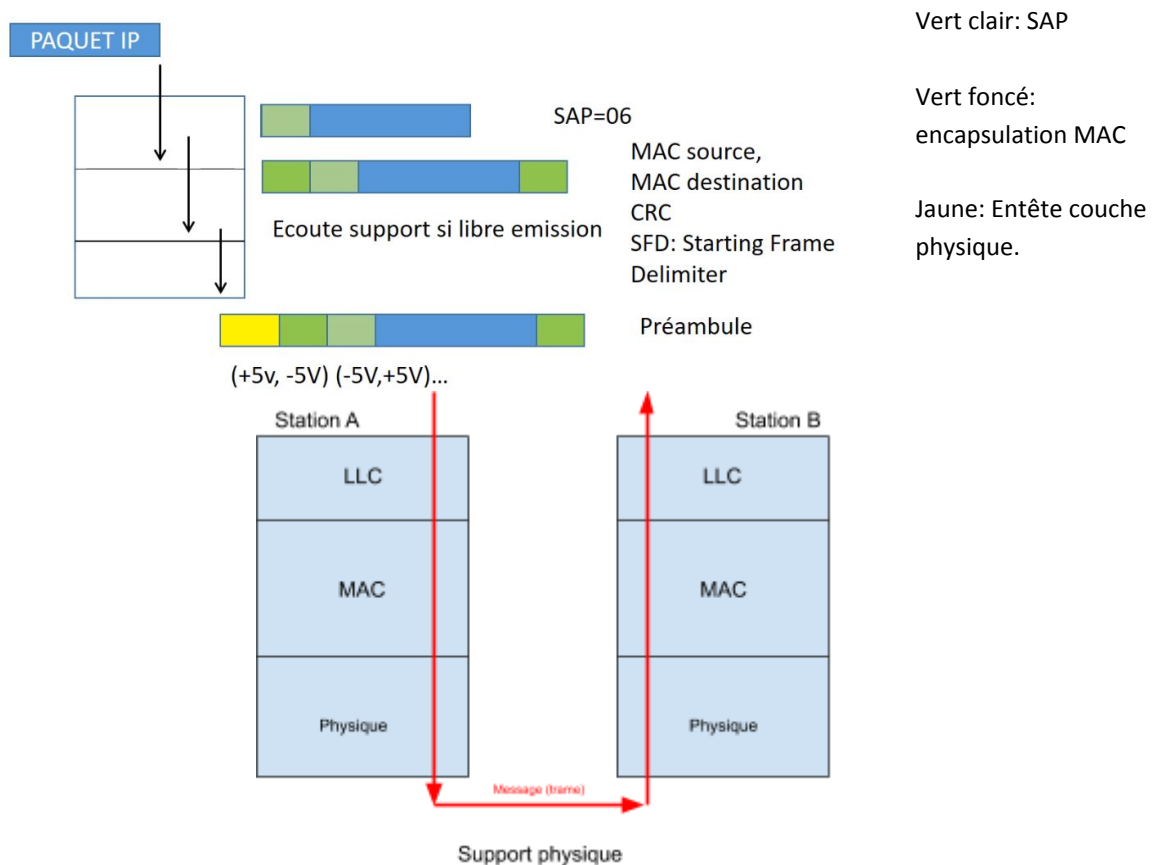 PAQUET IP
SAP=06
MAC source,
MAC destination
CRC
SFD: Starting Frame
Delimiter
Ecoute support si libre emission
Préambule
(+5v, -5V) (-5V,+5V)...
Vert clair: SAP
Vert foncé:
encapsulation MAC
Jaune: Entête couche
physique.
Station A
Station B
LLC
LLC
MAC
MAC
Physique
Physique
Message (trame)
Support physique